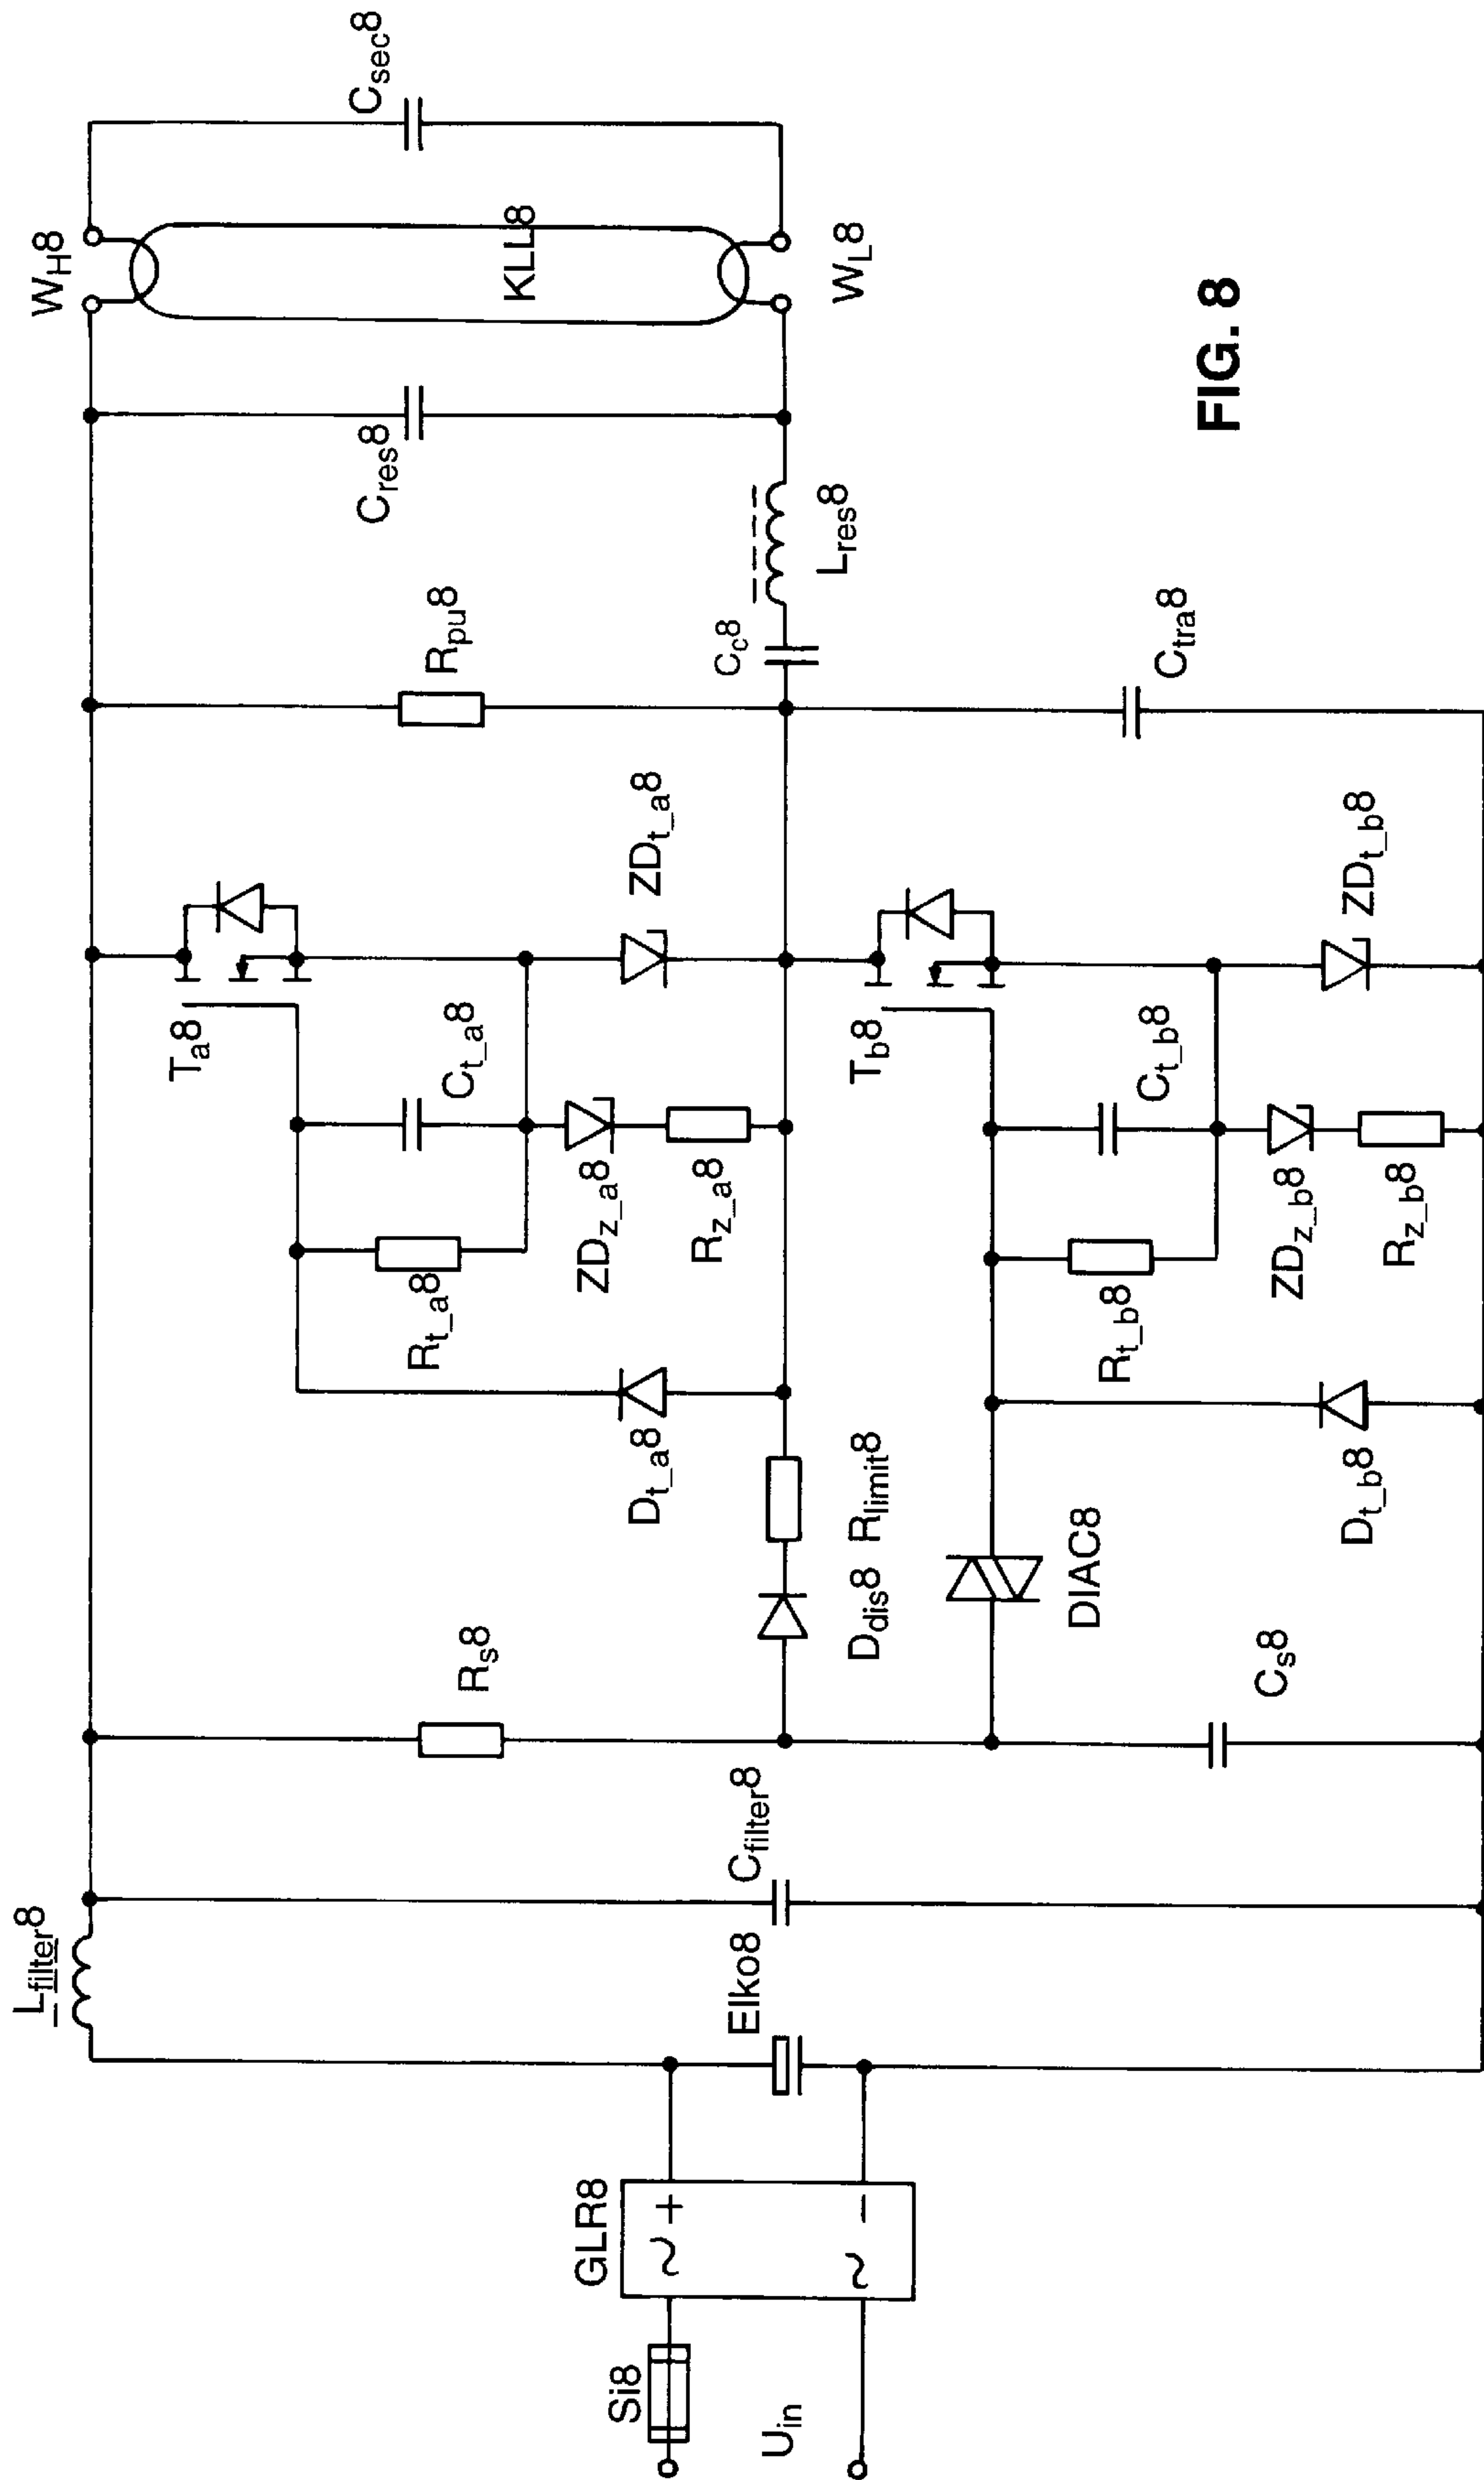 L_filter8
W_H8
C_sec8
KLL8
C_res8
W_L8
R_pu8
L_res8
C_c8
C_tra8
T_a8
C_t_a8
ZD_t_a8
R_t_a8
ZD_z_a8
R_z_a8
D_t_a8
T_b8
C_t_b8
ZD_t_b8
R_t_b8
ZD_z_b8
R_z_b8
D_t_b8
R_s8
D_dis8 R_limit8
DIAC8
C_s8
C_filter8
Elko8
GLR8
~ +
~ −
Si8
U_in
FIG. 8